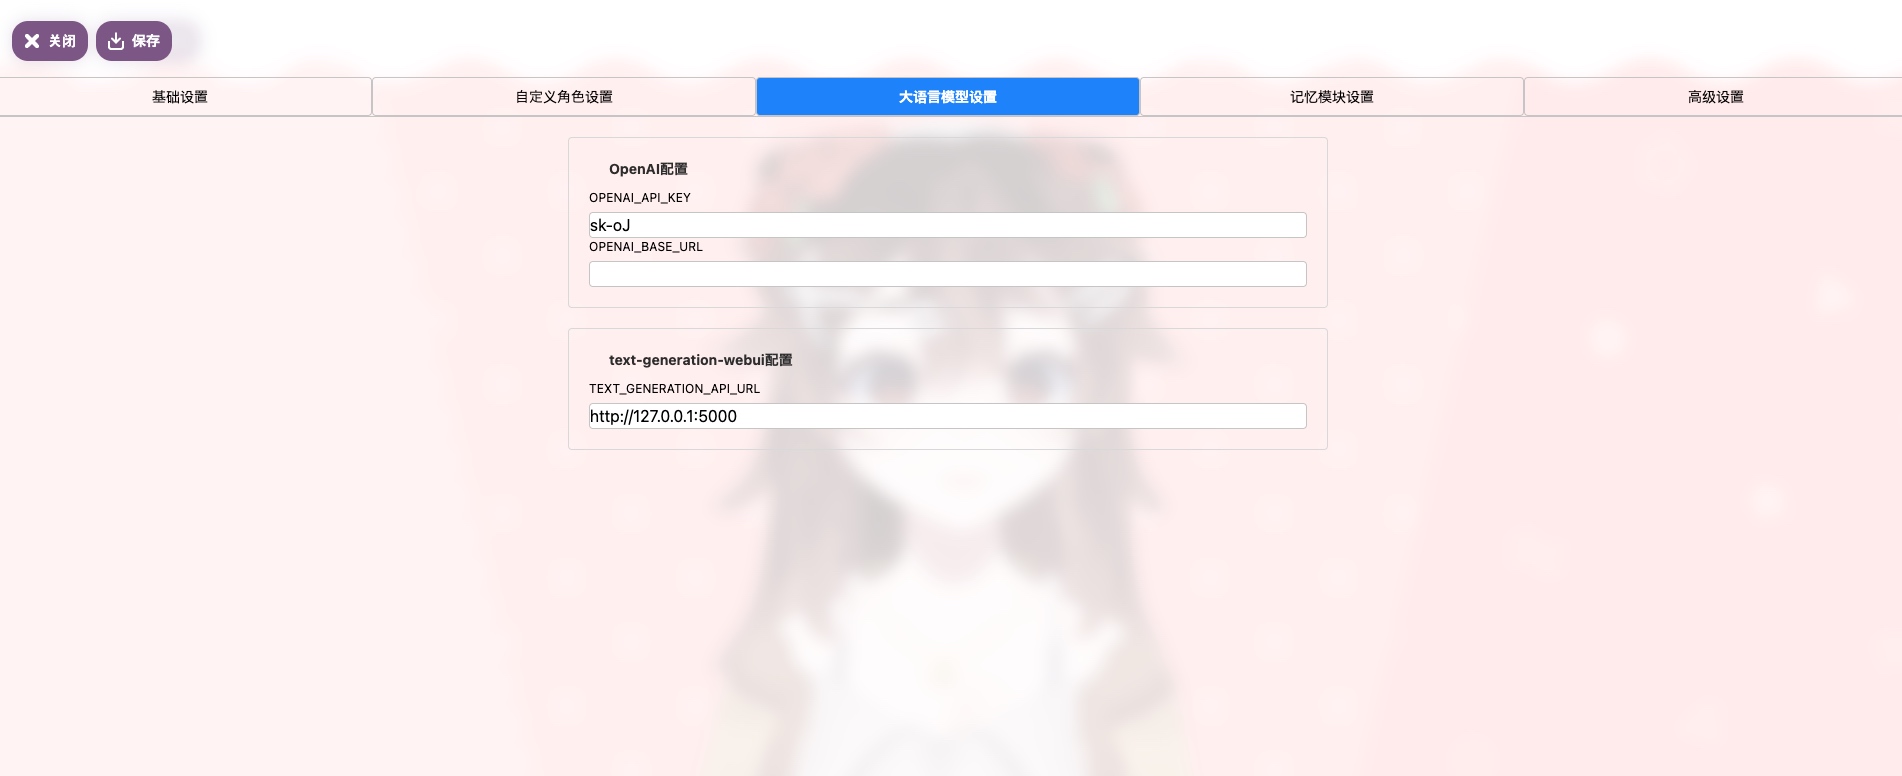 关闭
保存
基础设置
自定义角色设置
大语言模型设置
记忆模块设置
高级设置
OpenAI配置
OPENAI_API_KEY
sk-oJ
OPENAI_BASE_URL
text-generation-webui配置
TEXT_GENERATION_API_URL
http://127.0.0.1:5000